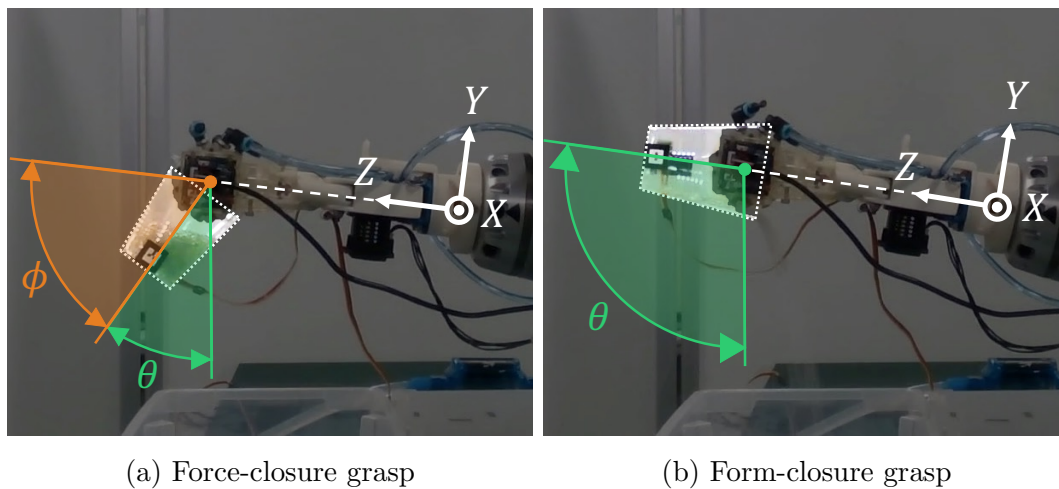 Y
Z
X
ϕ
θ
Y
Z
X
θ
(a) Force-closure grasp
(b) Form-closure grasp